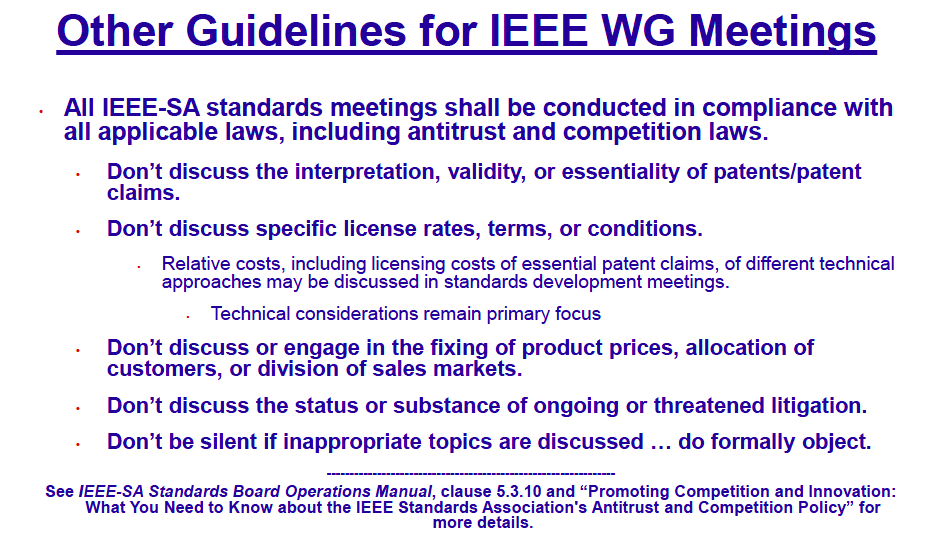 Other Guidelines for IEEE WG Meetings
• All IEEE-SA standards meetings shall be conducted in compliance with
all applicable laws, including antitrust and competition laws.
• Don’t discuss the interpretation, validity, or essentiality of patents/patent
claims.
• Don’t discuss specific license rates, terms, or conditions.
• Relative costs, including licensing costs of essential patent claims, of different technical
approaches may be discussed in standards development meetings.
• Technical considerations remain primary focus
• Don’t discuss or engage in the fixing of product prices, allocation of
customers, or division of sales markets.
• Don’t discuss the status or substance of ongoing or threatened litigation.
• Don’t be silent if inappropriate topics are discussed … do formally object.
---------------------------------------------------------------
See IEEE-SA Standards Board Operations Manual, clause 5.3.10 and “Promoting Competition and Innovation:
What You Need to Know about the IEEE Standards Association's Antitrust and Competition Policy” for
more details.